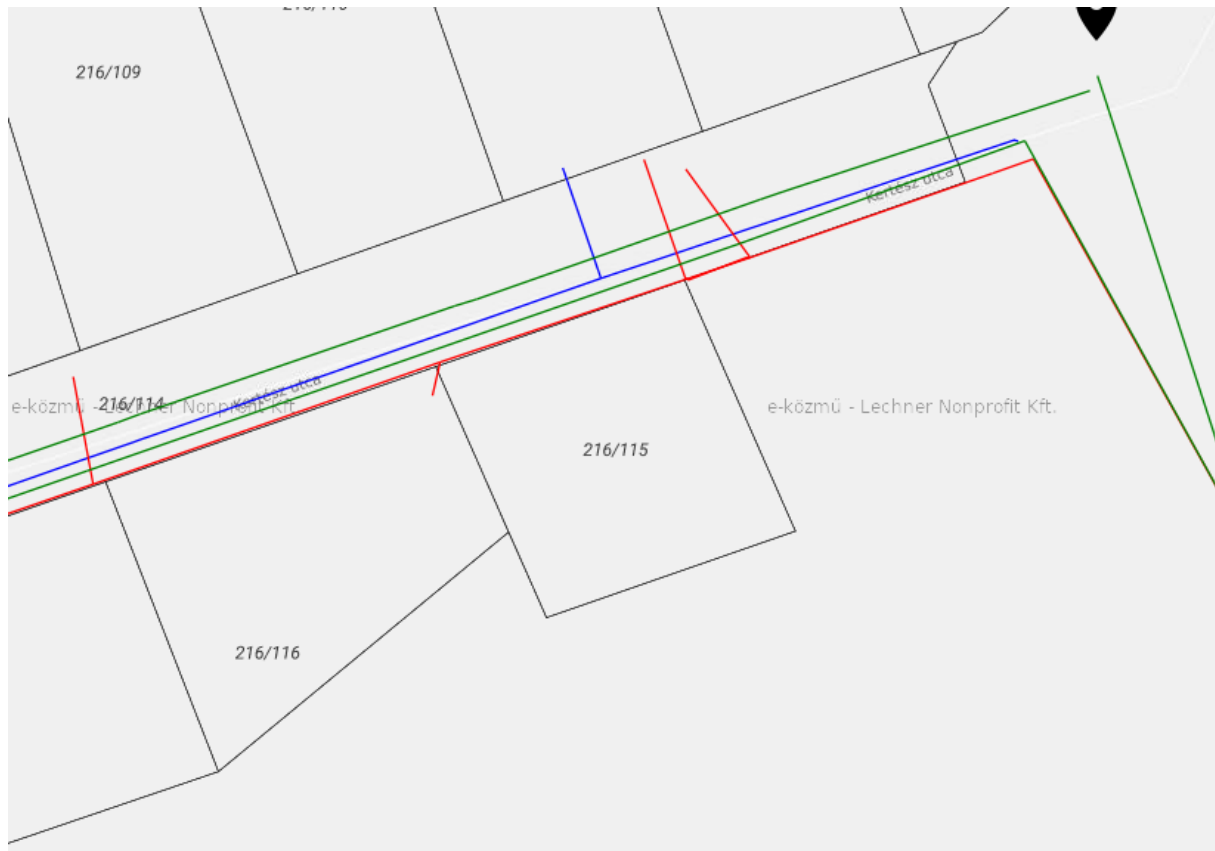 216/109
Kertész utca
216/114
Kertész utca
e-közmű - Lechner Nonprofit Kft.
e-közmű - Lechner Nonprofit Kft.
216/115
216/116